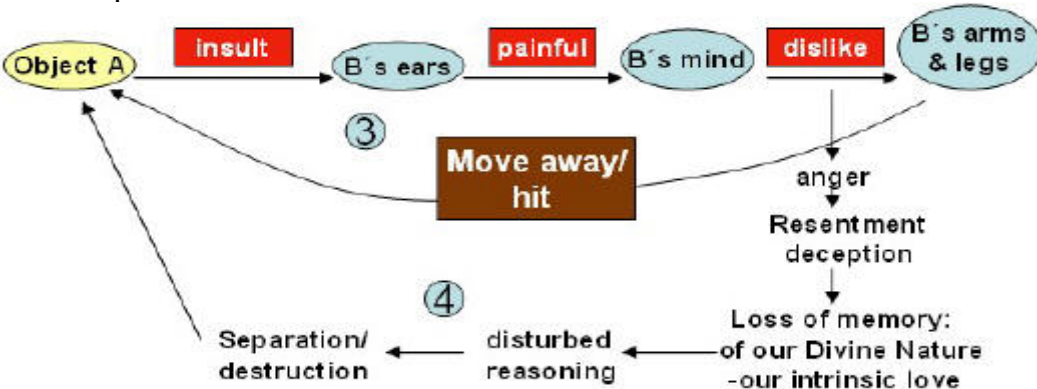 insult
painful
dislike
Object A
B´s ears
B´s mind
B´s arms
& legs
3
Move away/
hit
anger
Resentment
deception
4
Separation/
destruction
disturbed
reasoning
Loss of memory:
of our Divine Nature
-our intrinsic love